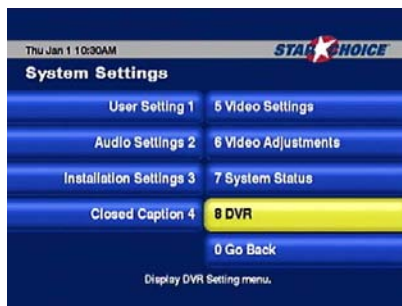 Thu Jan 1 10:30AM
STAR CHOICE
System Settings
User Setting 1
5 Video Settings
Audio Settings 2
6 Video Adjustments
Installation Settings 3
7 System Status
Closed Caption 4
8 DVR
0 Go Back
Display DVR Setting menu.